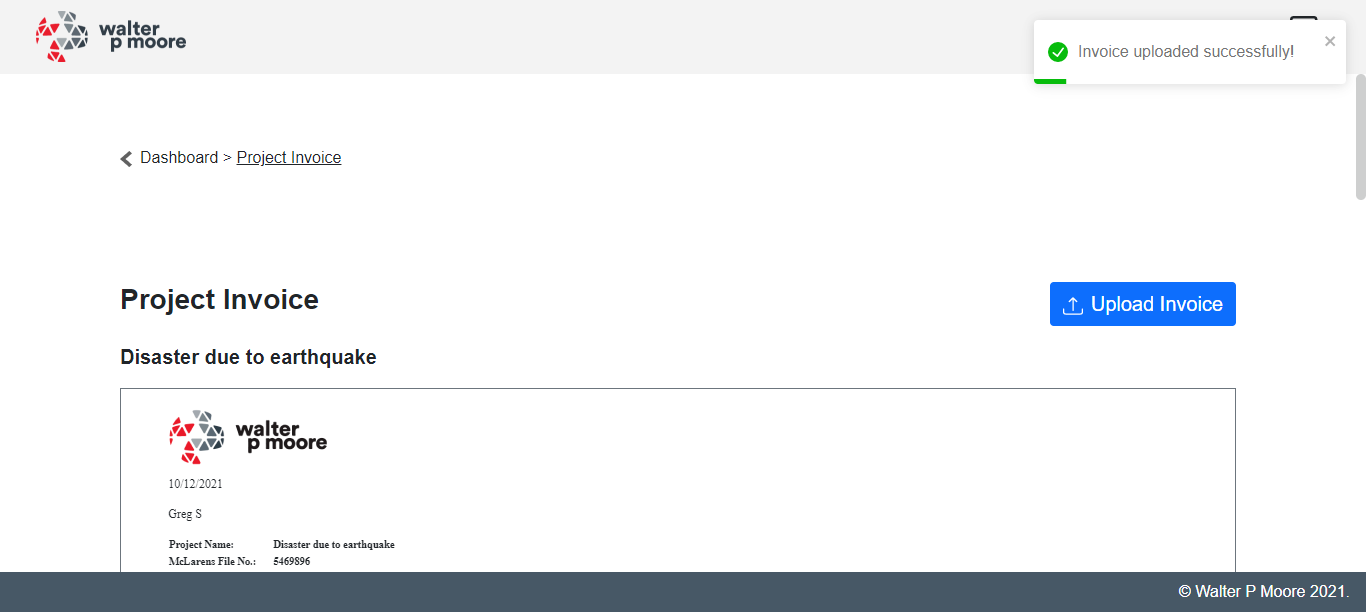 walter
p moore
Invoice uploaded successfully!
Dashboard > Project Invoice
Project Invoice
Upload Invoice
Disaster due to earthquake
walter
p moore
10/12/2021
Greg S
Project Name: Disaster due to earthquake
McLarens File No.: 5469896
© Walter P Moore 2021.